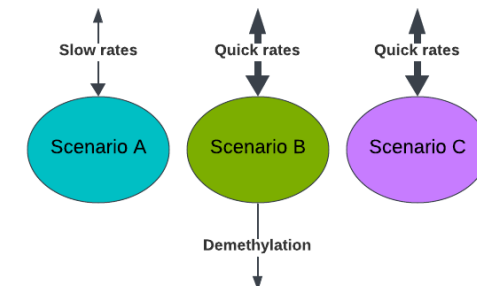 Slow rates Quick rates Quick rates
Scenario A Scenario B Scenario C
Demethylation